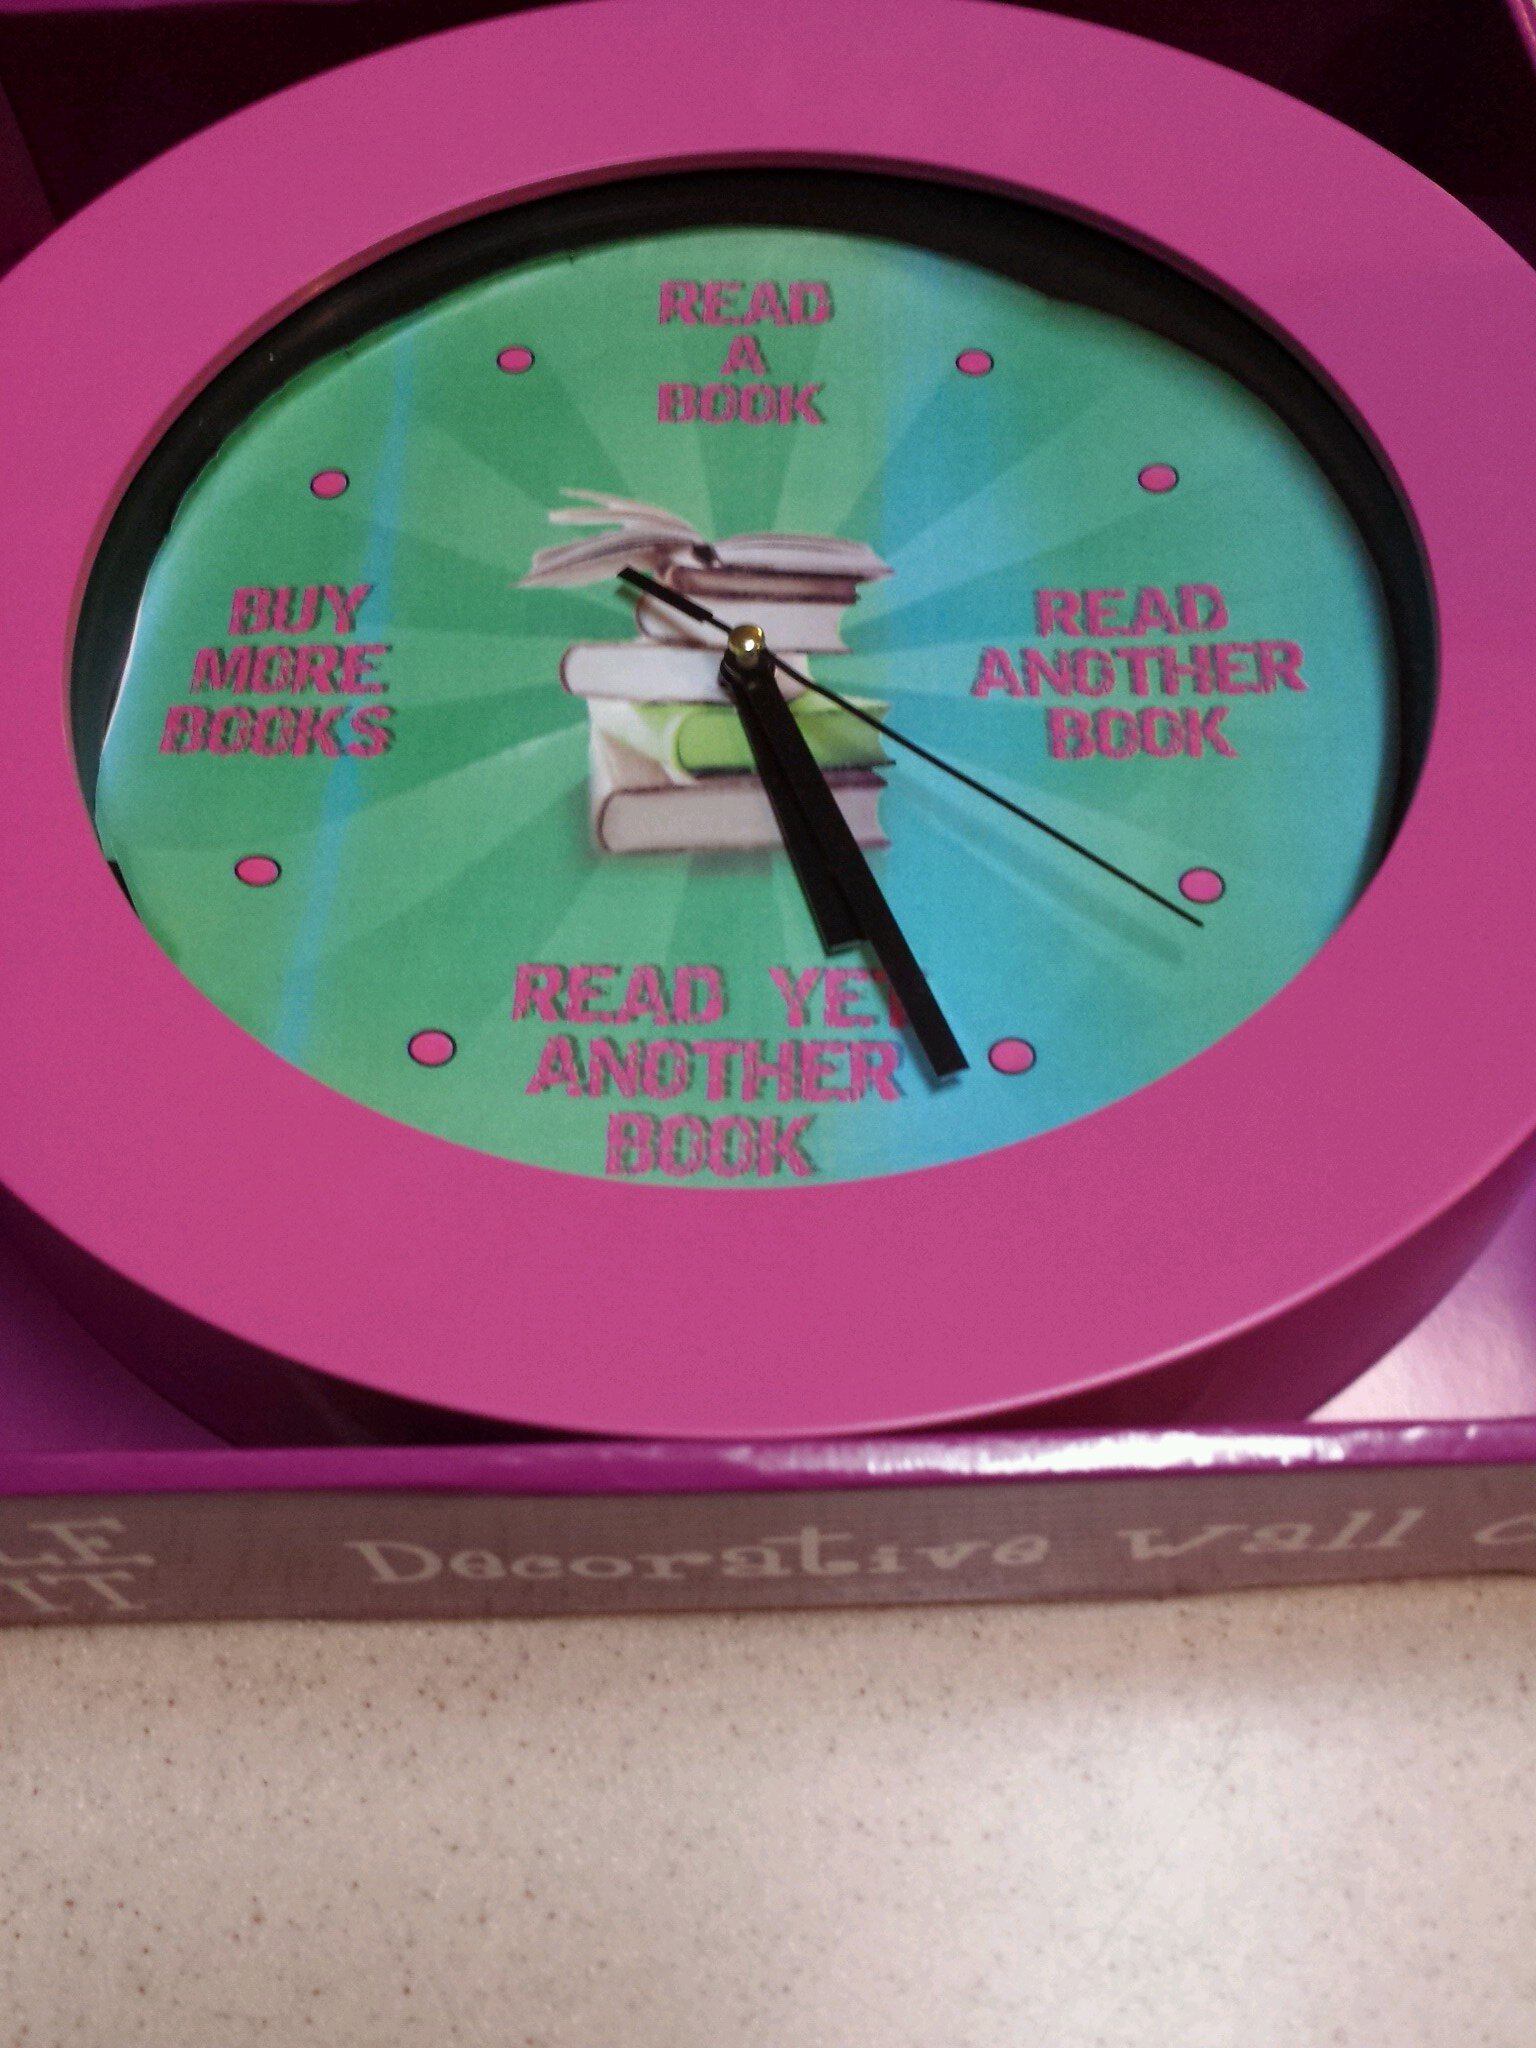 READ
A
BOOK
READ
ANOTHER
BOOK
READ YET
ANOTHER
BOOK
BUY
MORE
BOOKS
Decorative Wall